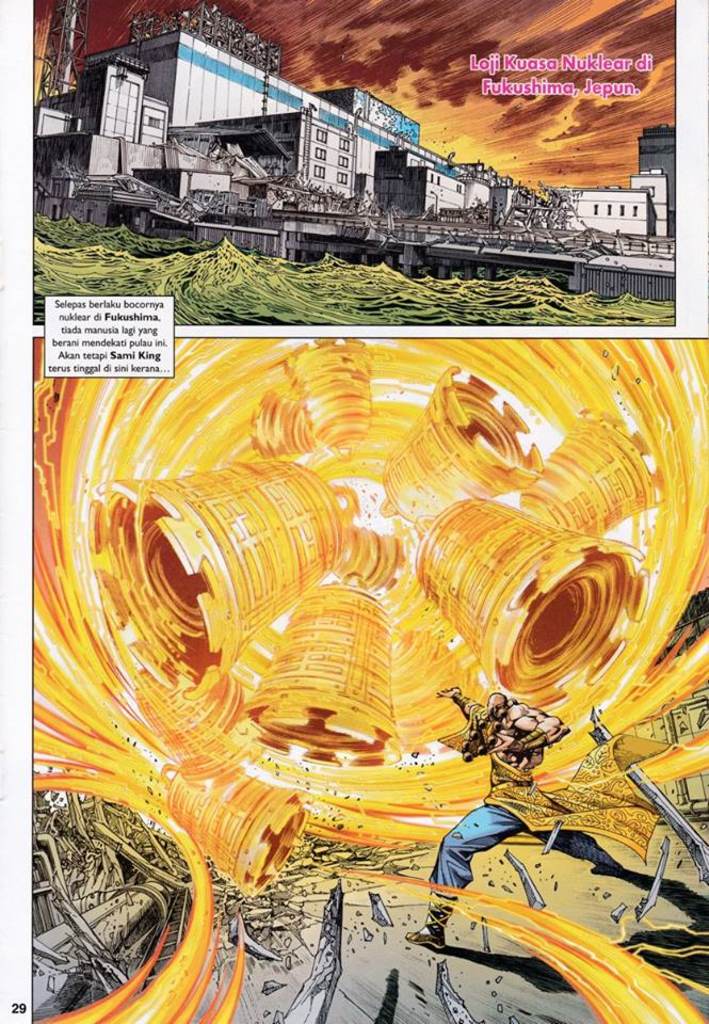 Loji Kuasa Nuklear di
Fukushima, Jepun.
Selepas berlaku bocornya
nuklear di Fukushima,
tiada manusia lagi yang
berani mendekati pulau ini.
Akan tetapi Sami King
terus tinggal di sini kerana...
29